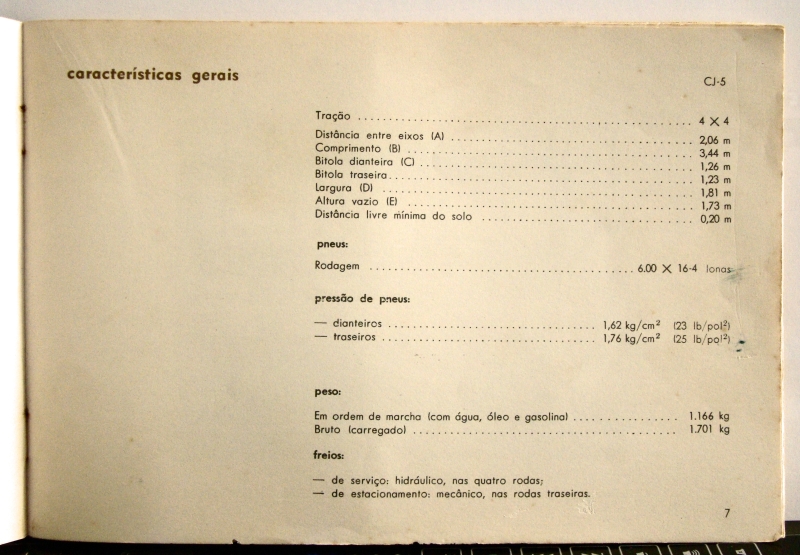 características gerais
CJ-5
Tração 4 X 4
Distância entre eixos (A) 2,06 m
Comprimento (B) 3,44 m
Bitola dianteira (C) 1,26 m
Bitola traseira 1,23 m
Largura (D) 1,81 m
Altura vazio (E) 1,73 m
Distância livre mínima do solo 0,20 m
pneus:
Rodagem 6.00 X 16-4 lonas
pressão de pneus:
— dianteiros 1,62 kg/cm² (23 lb/pol²)
— traseiros 1,76 kg/cm² (25 lb/pol²)
peso:
Em ordem de marcha (com água, óleo e gasolina) 1.166 kg
Bruto (carregado) 1.701 kg
freios:
— de serviço: hidráulico, nas quatro rodas;
— de estacionamento: mecânico, nas rodas traseiras.
7